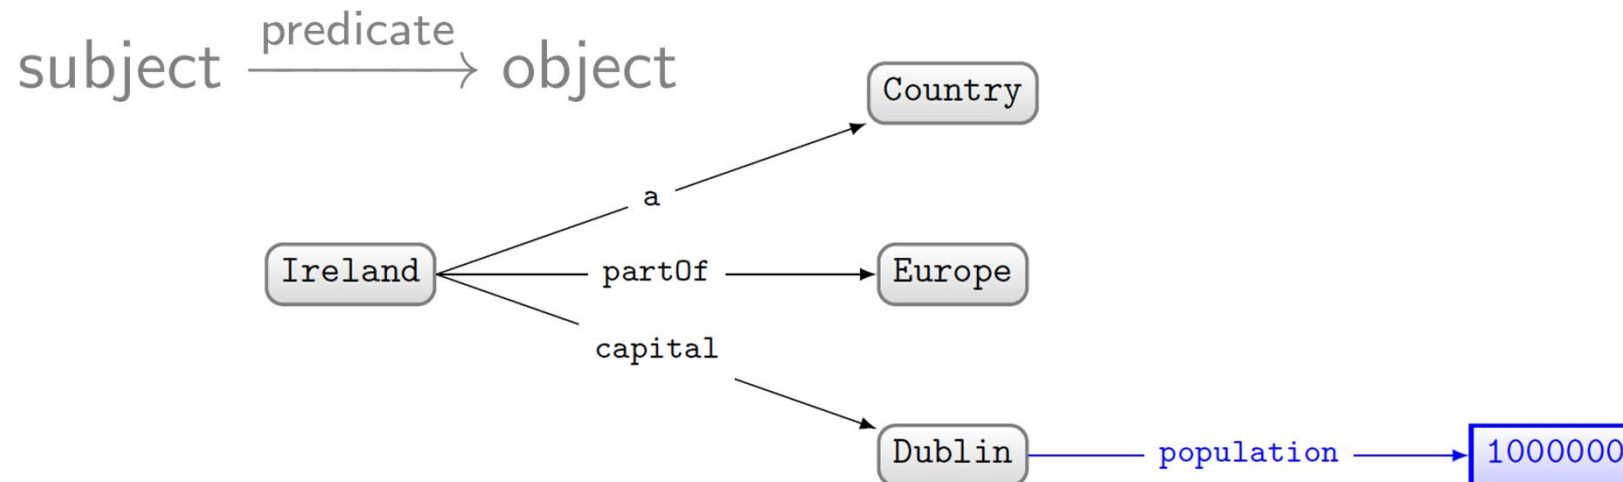 predicate
subject object
Country
a
Ireland partOf Europe
capital
Dublin population 1000000